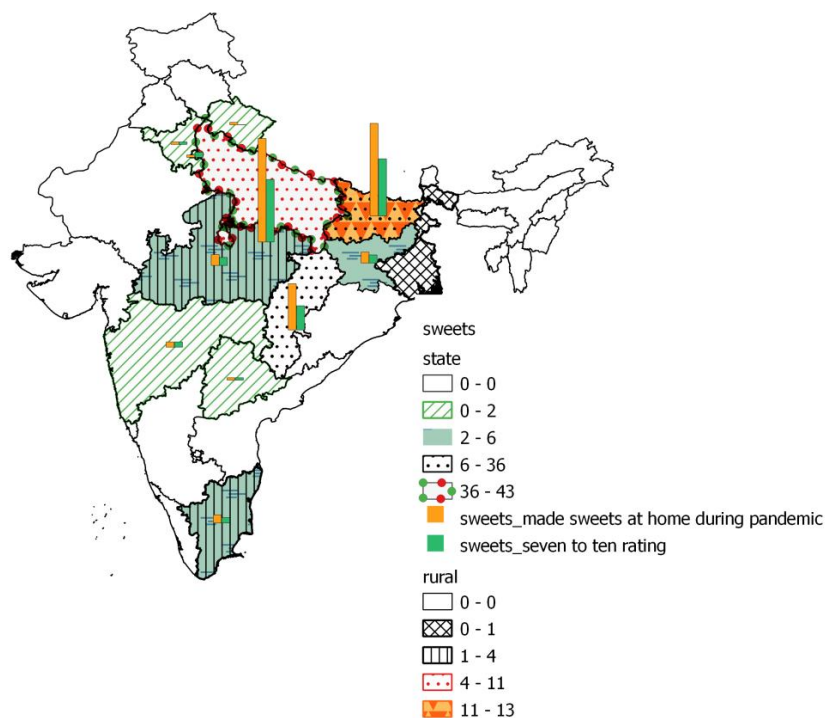 sweets
state
0 - 0
0 - 2
2 - 6
6 - 36
36 - 43
sweets_made sweets at home during pandemic
sweets_seven to ten rating
rural
0 - 0
0 - 1
1 - 4
4 - 11
11 - 13